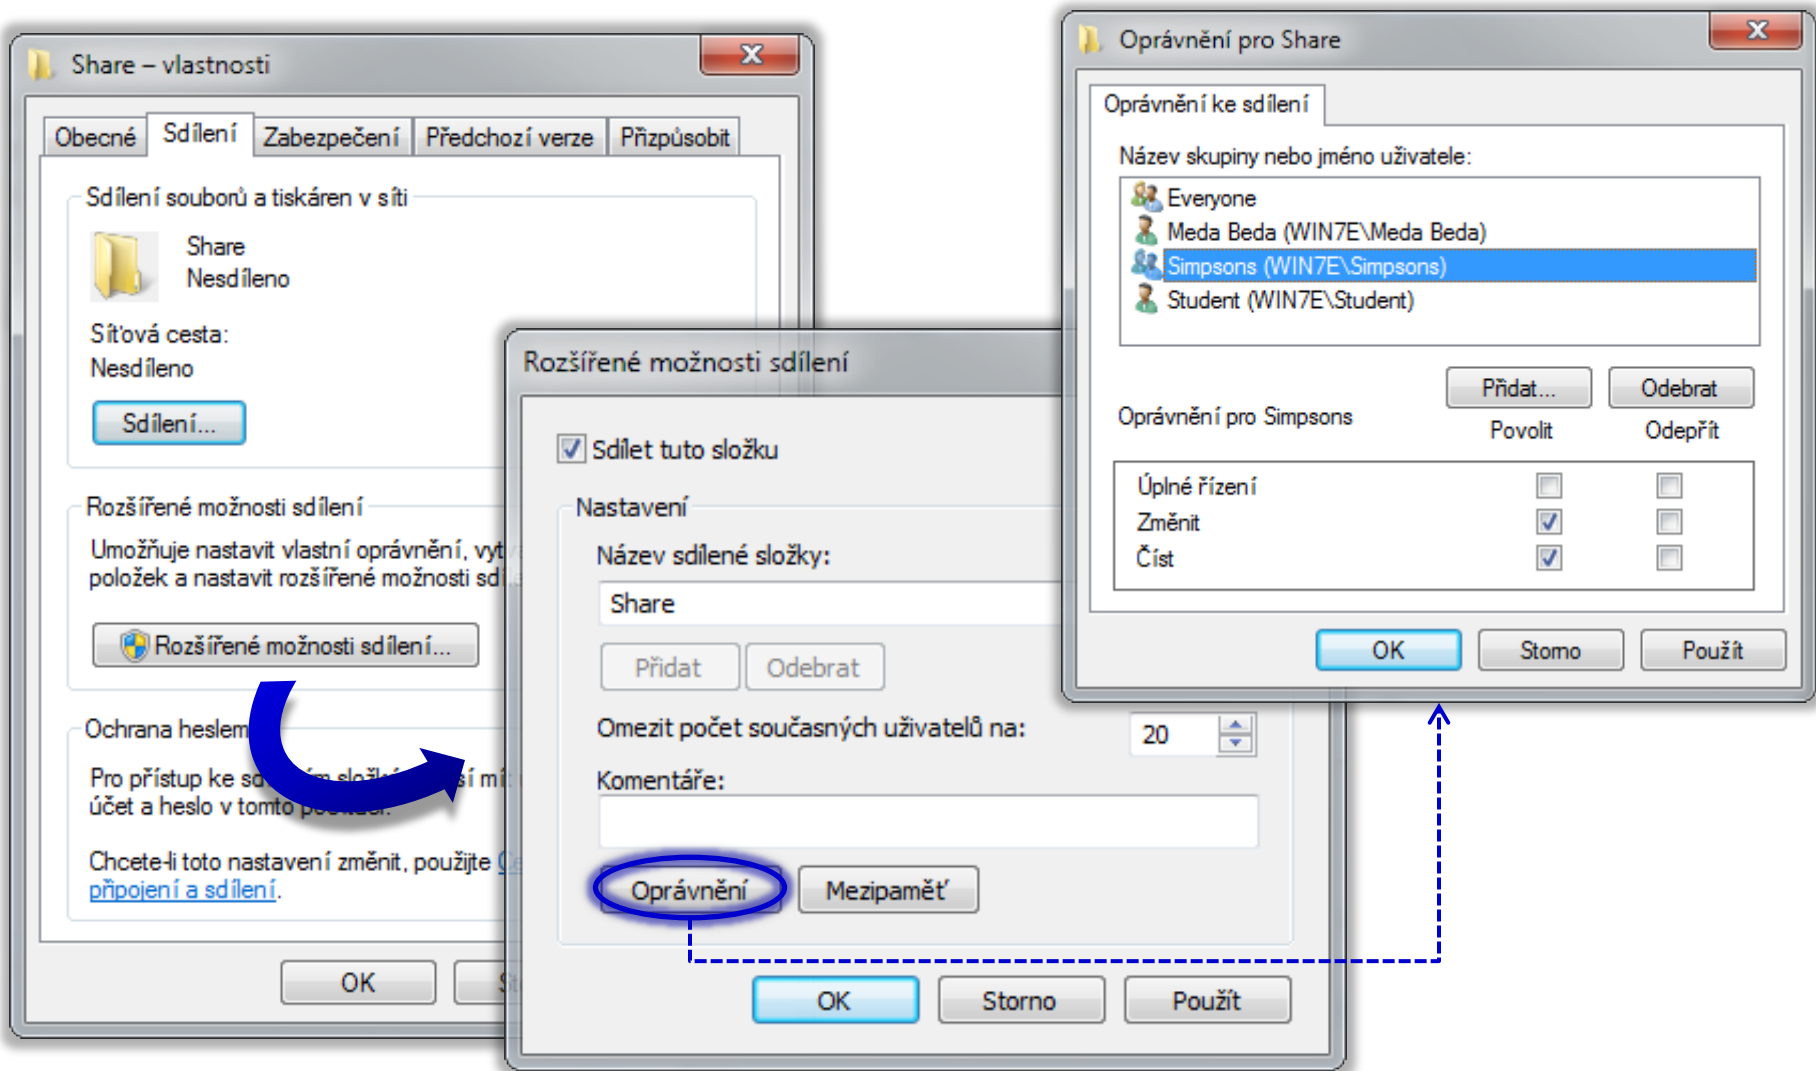 Share – vlastnosti
Obecné
Sdílení
Zabezpečení
Předchozí verze
Přizpůsobit
Sdílení souborů a tiskáren v síti
Share
Nesdíleno
Síťová cesta:
Nesdíleno
Sdílení...
Rozšířené možnosti sdílení
Umožňuje nastavit vlastní oprávnění,
položek a nastavit rozšířené možnosti
Rozšířené možnosti sdílení...
Ochrana heslem
Pro přístup ke
účet a heslo v tomto
Chcete-li toto nastavení změnit, použijte
připojení a sdílení.
OK
Rozšířené možnosti sdílení
Sdílet tuto složku
Nastavení
Název sdílené složky:
Share
Přidat
Odebrat
Omezit počet současných uživatelů na:
20
Komentáře:
Oprávnění
Mezipaměť
OK
Storno
Použít
Oprávnění pro Share
Oprávnění ke sdílení
Název skupiny nebo jméno uživatele:
Everyone
Meda Beda (WIN7E\Meda Beda)
Simpsons (WIN7E\Simpsons)
Student (WIN7E\Student)
Přidat...
Odebrat
Oprávnění pro Simpsons
Povolit
Odepřít
Úplné řízení
Změnit
Číst
OK
Storno
Použít